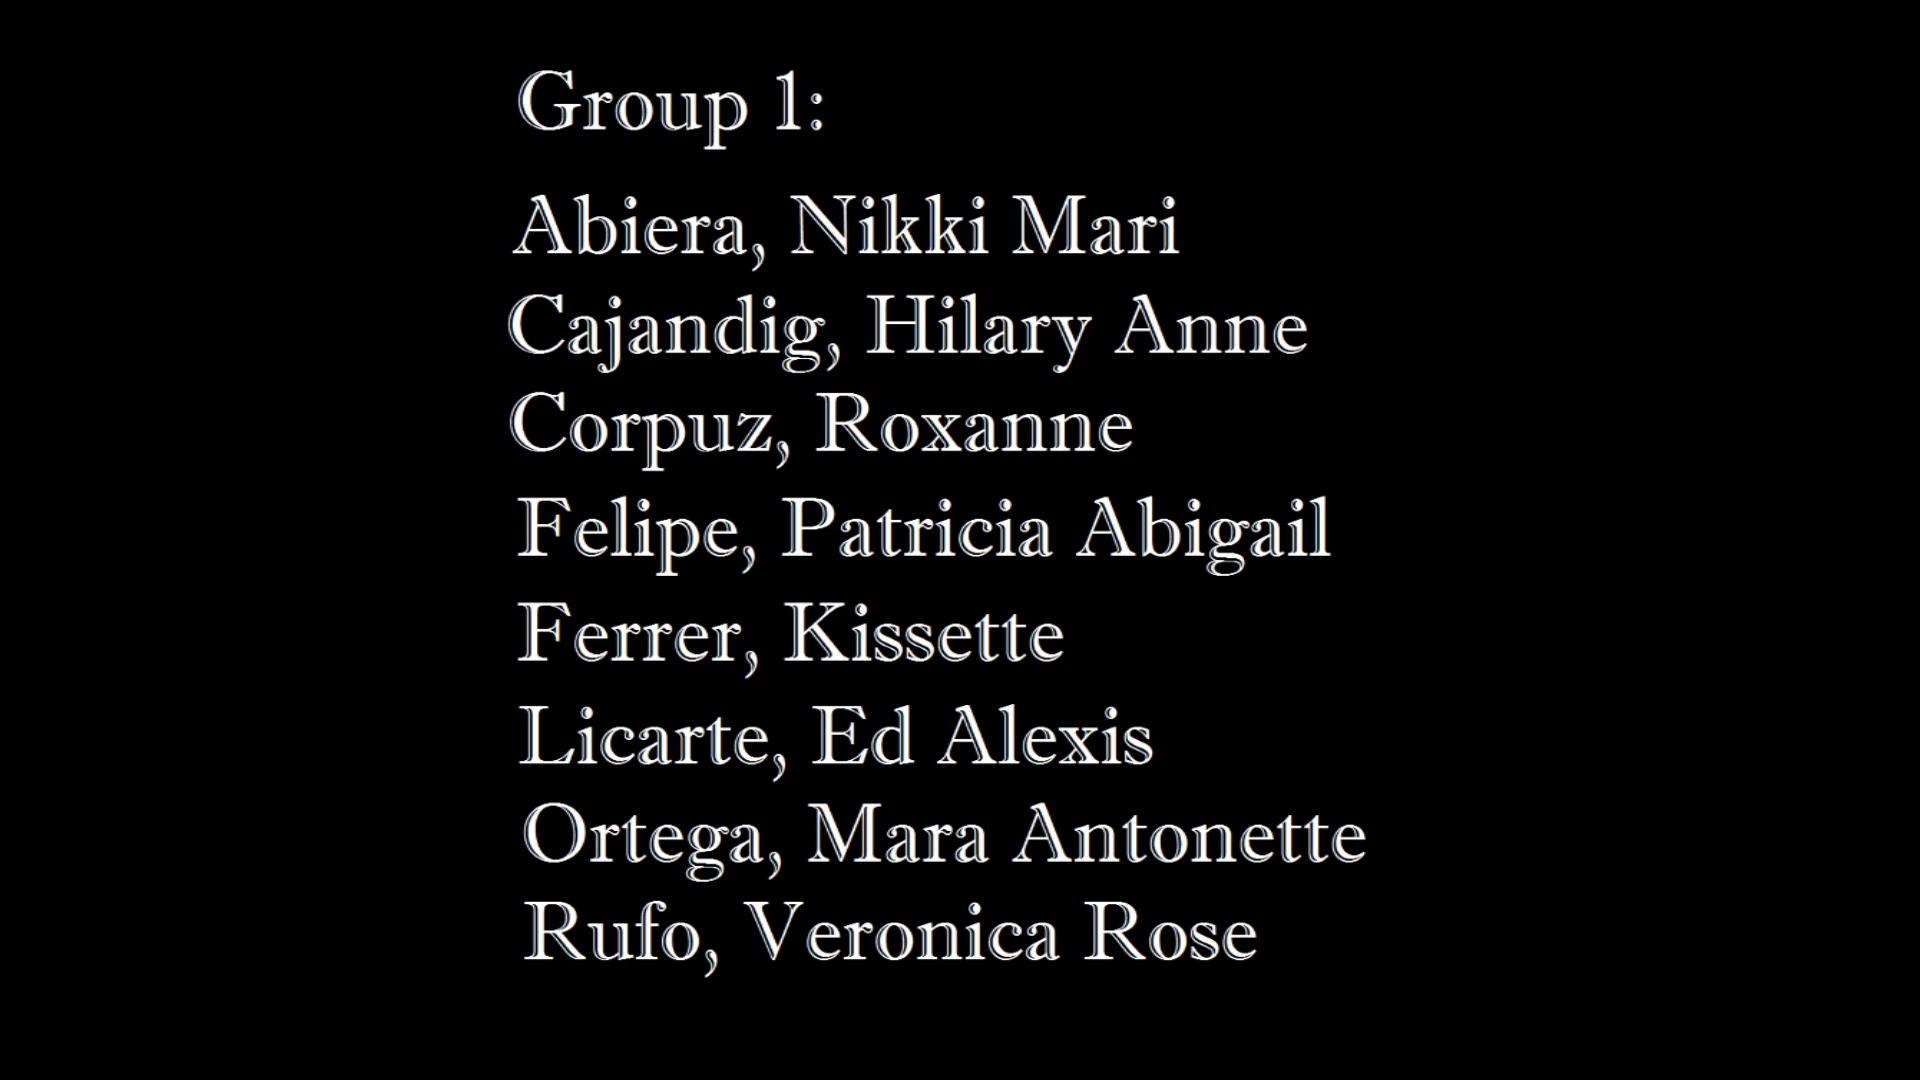 Group 1:
Abiera, Nikki Mari
Cajandig, Hilary Anne
Corpuz, Roxanne
Felipe, Patricia Abigail
Ferrer, Kissette
Licarte, Ed Alexis
Ortega, Mara Antonette
Rufo, Veronica Rose